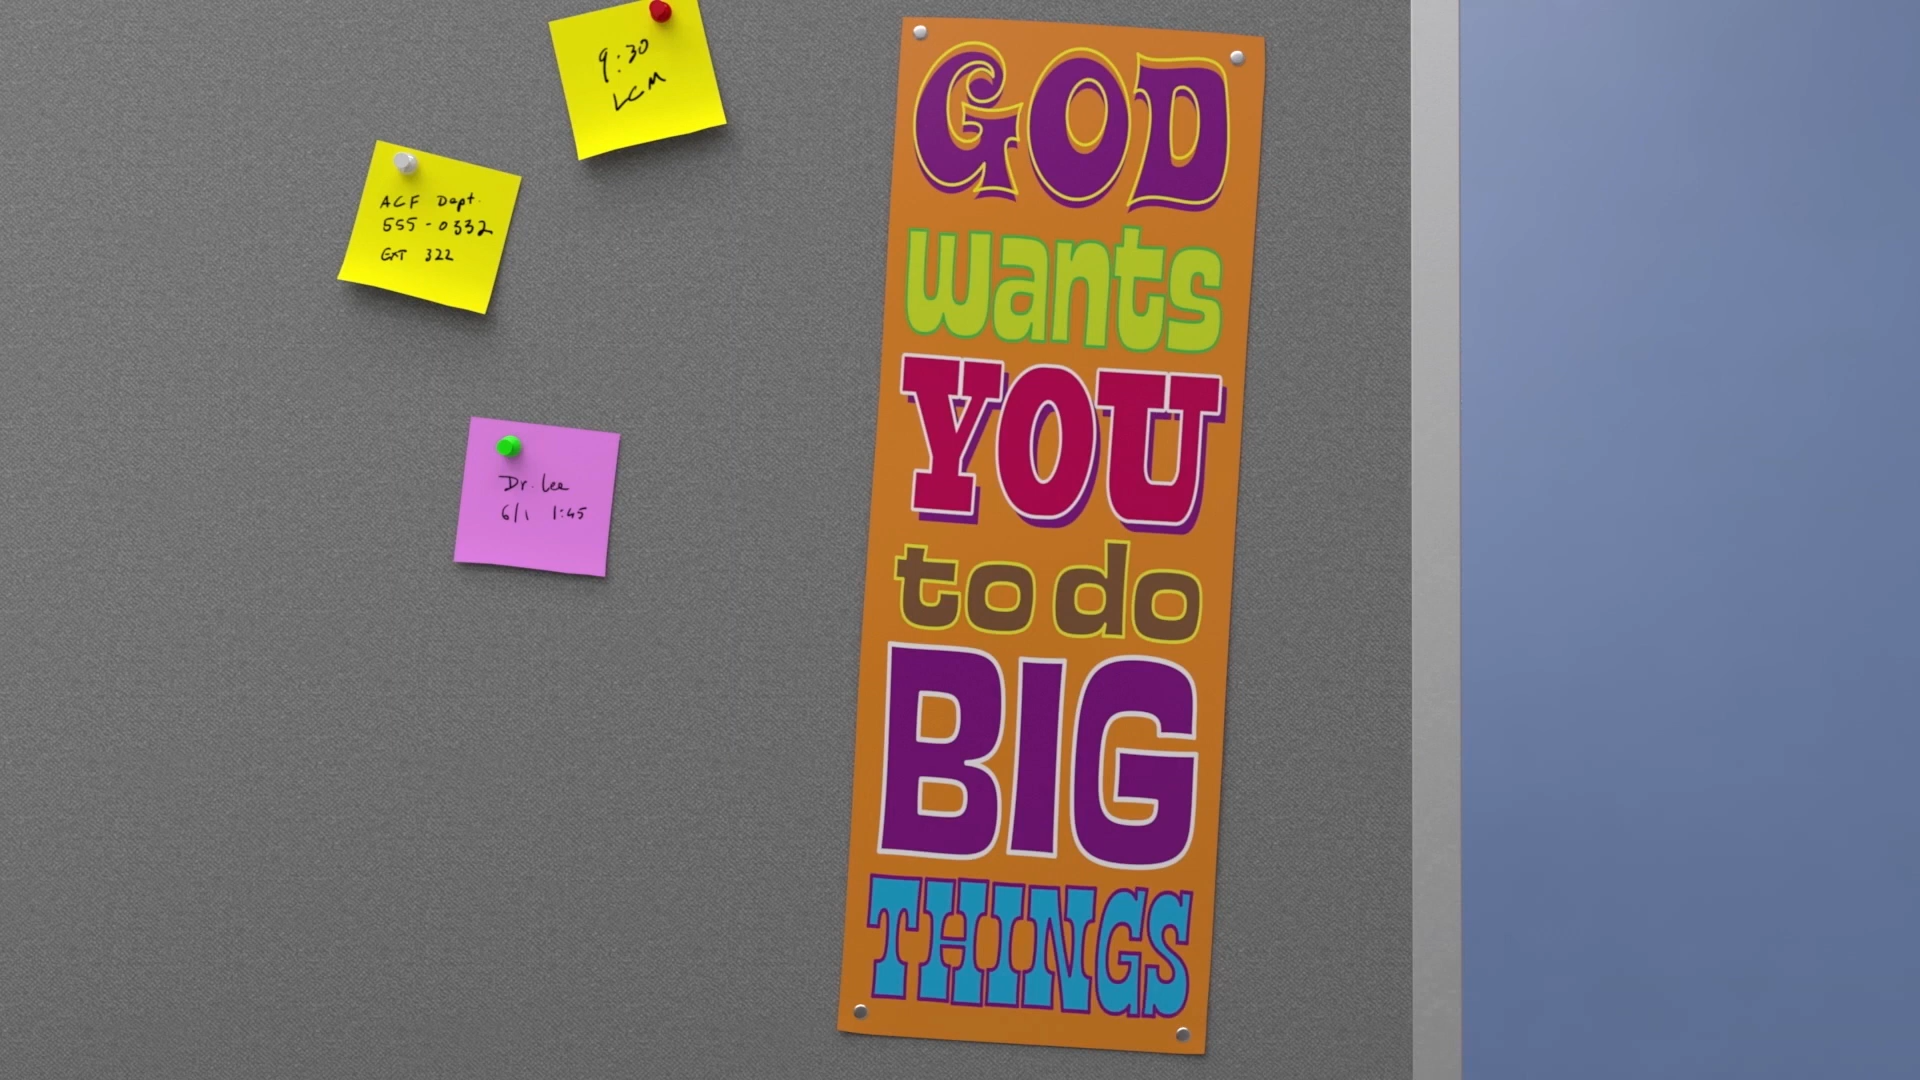 9:30
LCM
ACF Dept.
555-0332
EXT 322
Dr. Lee
6/1 1:45
GOD
wants
YOU
to do
BIG
THINGS